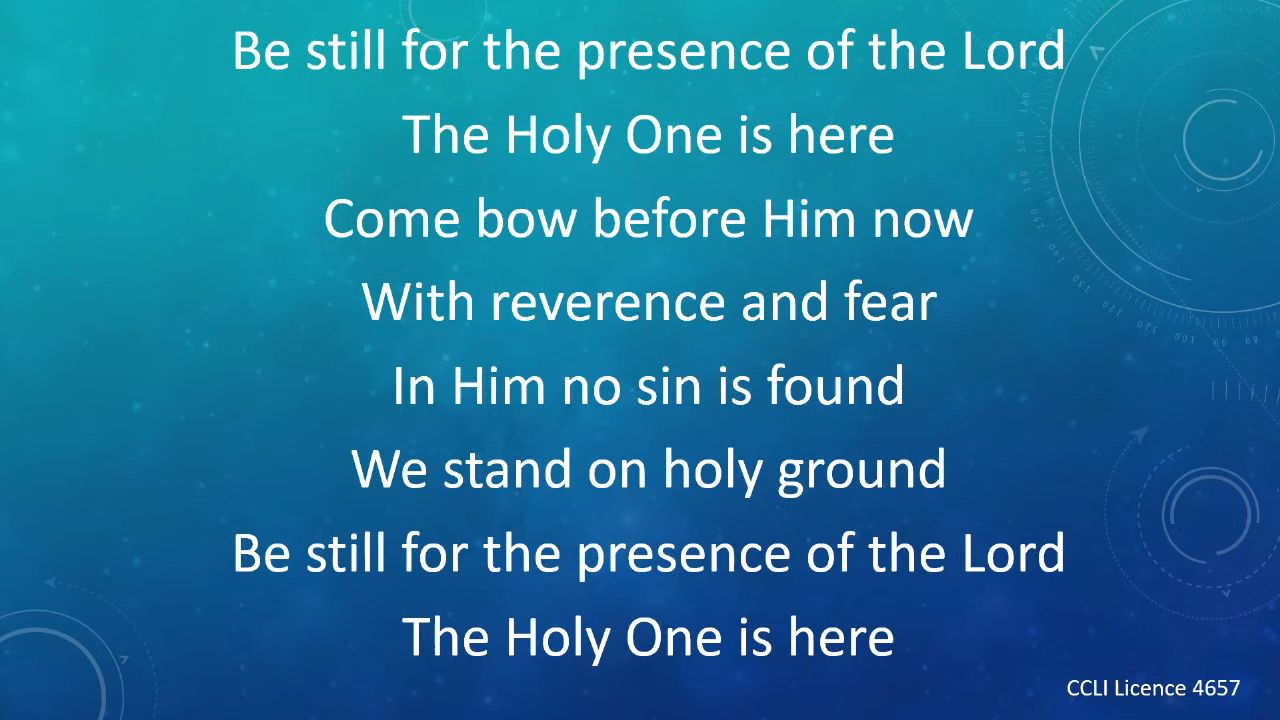 Be still for the presence of the Lord
The Holy One is here
Come bow before Him now
With reverence and fear
In Him no sin is found
We stand on holy ground
Be still for the presence of the Lord
The Holy One is here
CCLI Licence 4657